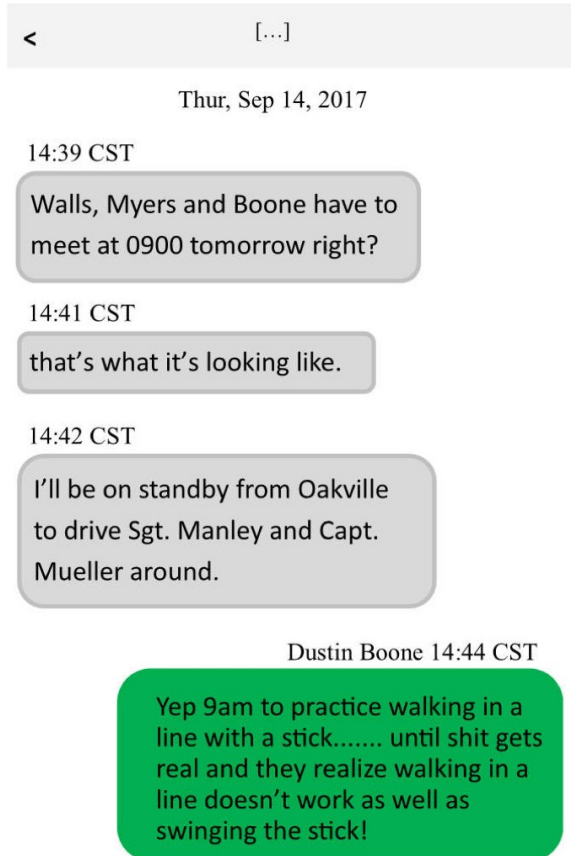 <
[...]
Thur, Sep 14, 2017
14:39 CST
Walls, Myers and Boone have to
meet at 0900 tomorrow right?
14:41 CST
that’s what it’s looking like.
14:42 CST
I’ll be on standby from Oakville
to drive Sgt. Manley and Capt.
Mueller around.
Dustin Boone 14:44 CST
Yep 9am to practice walking in a
line with a stick....... until shit gets
real and they realize walking in a
line doesn’t work as well as
swinging the stick!